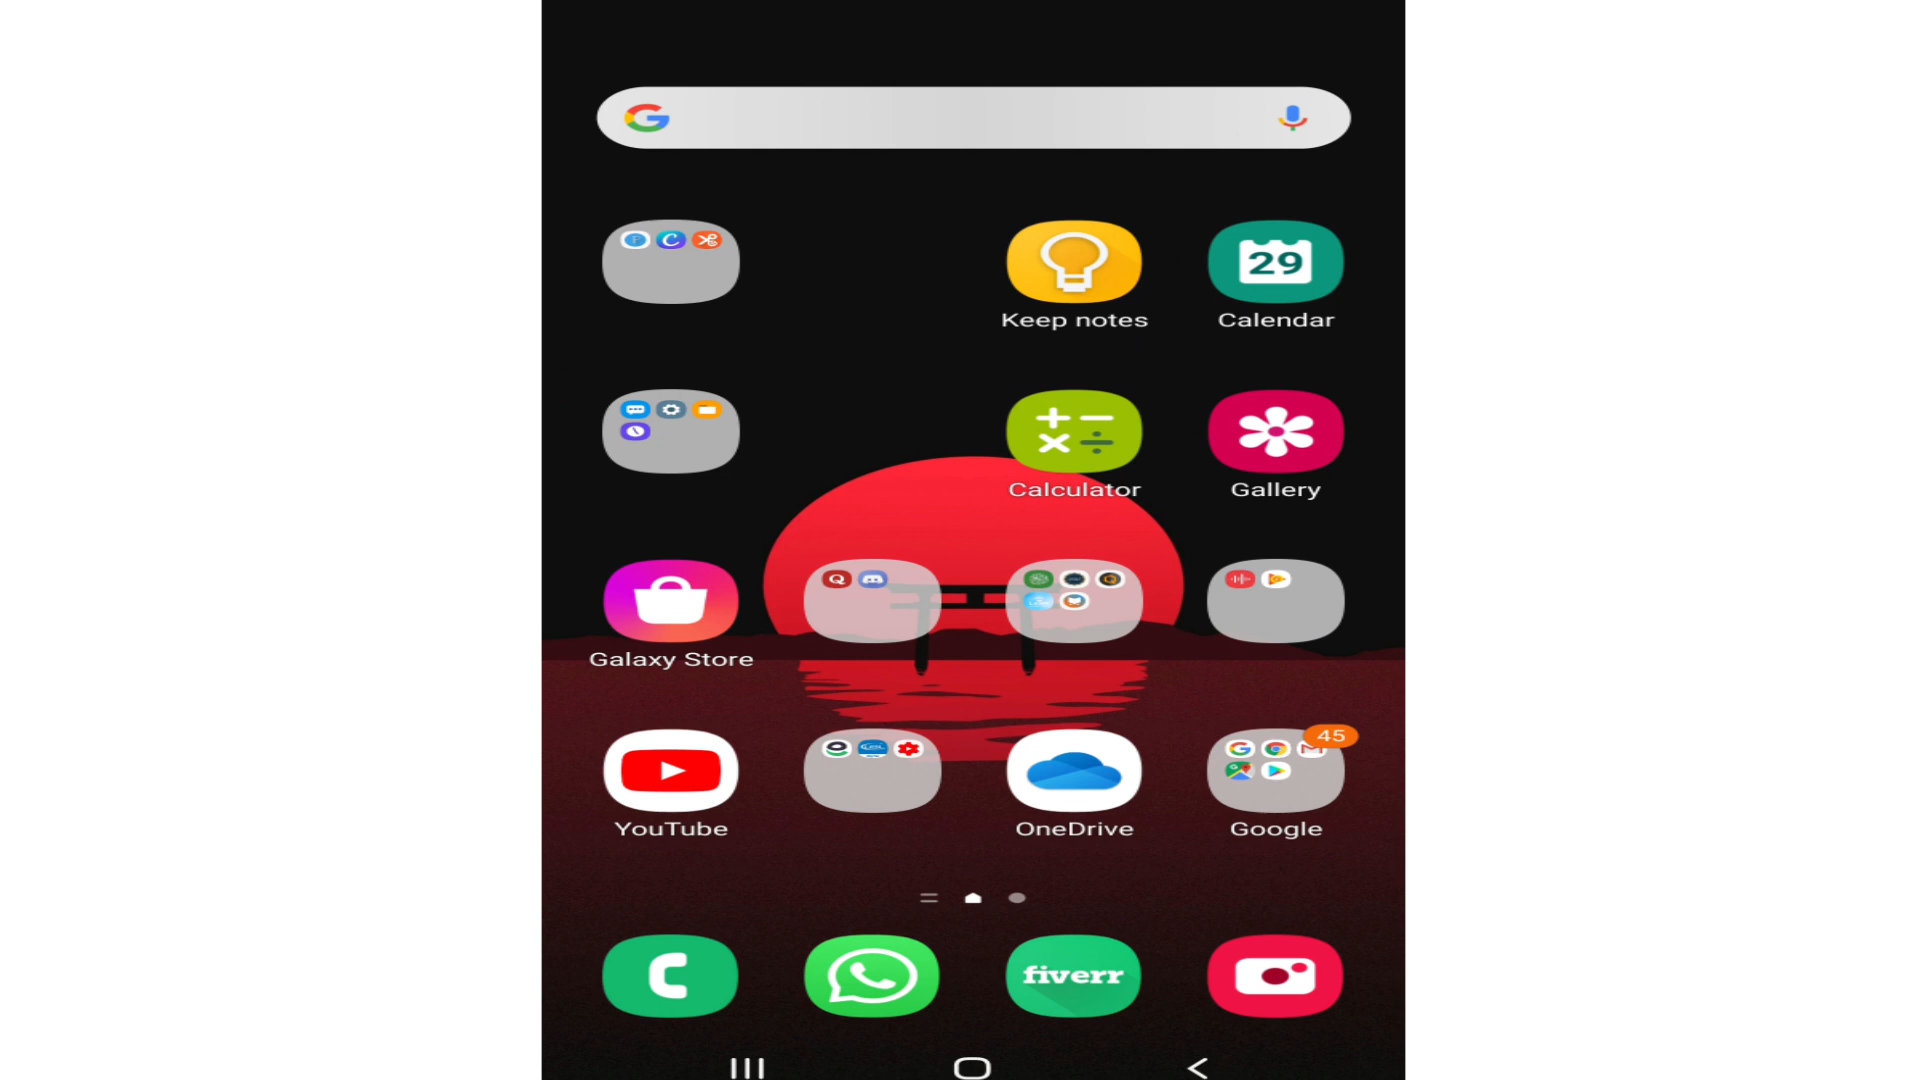 29
Keep notes
Calendar
Calculator
Gallery
Galaxy Store
45
YouTube
OneDrive
Google
fiverr